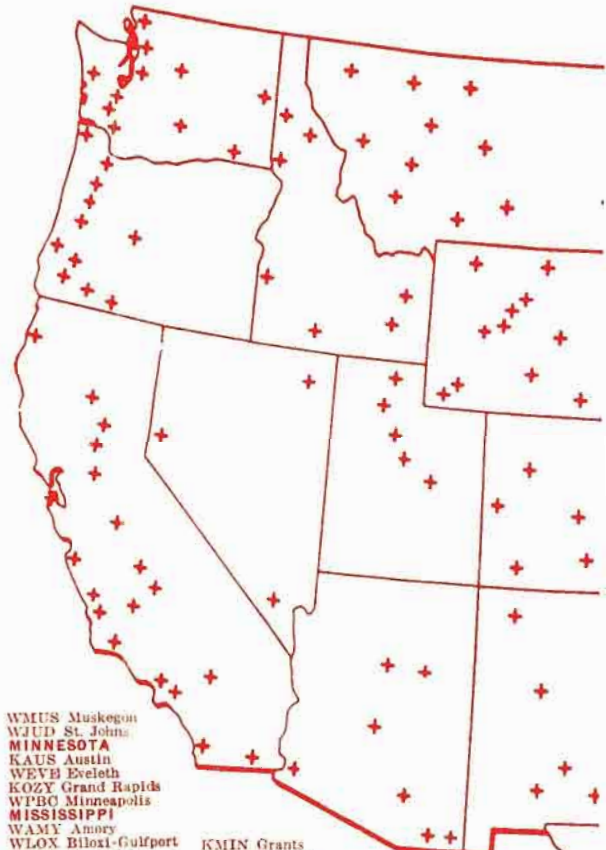 WMUS Muskegon
WJUD St. Johns
MINNESOTA
KAUS Austin
WEVE Eveleth
KOZY Grand Rapids
WPBC Minneapolis
MISSISSIPPI
WAMY Amory
WLOX Biloxi-Gulfport
KMIN Grants